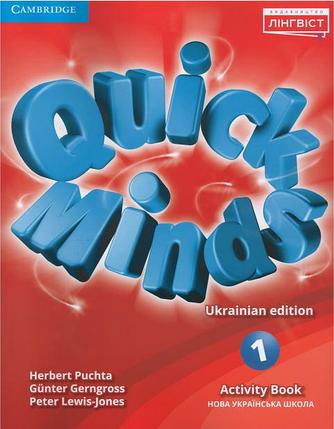 CAMBRIDGE
ВИДАВНИЦТВО
ЛІНГВІСТ
Quick
Minds
Ukrainian edition
1
Herbert Puchta
Günter Gerngross
Peter Lewis-Jones
Activity Book
НОВА УКРАЇНСЬКА ШКОЛА